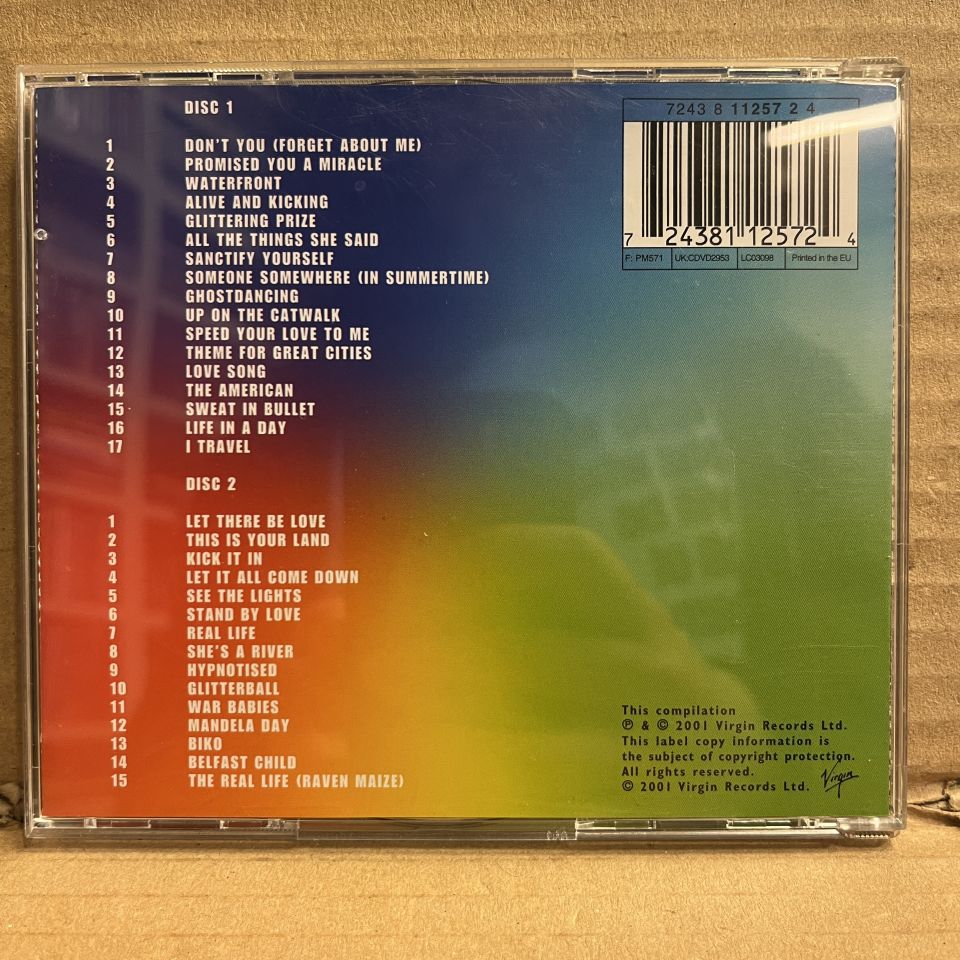 DISC 1
1 DON'T YOU (FORGET ABOUT ME)
2 PROMISED YOU A MIRACLE
3 WATERFRONT
4 ALIVE AND KICKING
5 GLITTERING PRIZE
6 ALL THE THINGS SHE SAID
7 SANCTIFY YOURSELF
8 SOMEONE SOMEWHERE (IN SUMMERTIME)
9 GHOSTDANCING
10 UP ON THE CATWALK
11 SPEED YOUR LOVE TO ME
12 THEME FOR GREAT CITIES
13 LOVE SONG
14 THE AMERICAN
15 SWEAT IN BULLET
16 LIFE IN A DAY
17 I TRAVEL
DISC 2
1 LET THERE BE LOVE
2 THIS IS YOUR LAND
3 KICK IT IN
4 LET IT ALL COME DOWN
5 SEE THE LIGHTS
6 STAND BY LOVE
7 REAL LIFE
8 SHE'S A RIVER
9 HYPNOTISED
10 GLITTERBALL
11 WAR BABIES
12 MANDELA DAY
13 BIKO
14 BELFAST CHILD
15 THE REAL LIFE (RAVEN MAIZE)
7243 8 11257 2 4
7 24381 12572 4
F: PM571 UK:CDVD2953 LC03098 Printed in the EU
This compilation
℗ & © 2001 Virgin Records Ltd.
This label copy information is
the subject of copyright protection.
All rights reserved.
© 2001 Virgin Records Ltd.
Virgin